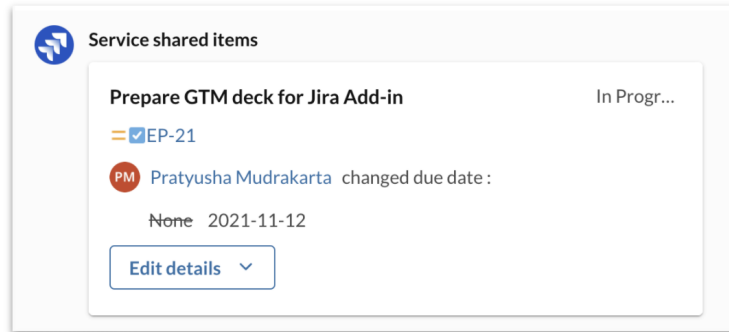 Service shared items
Prepare GTM deck for Jira Add-in In Progr...
EP-21
PM Pratyusha Mudrakarta changed due date :
None 2021-11-12
Edit details